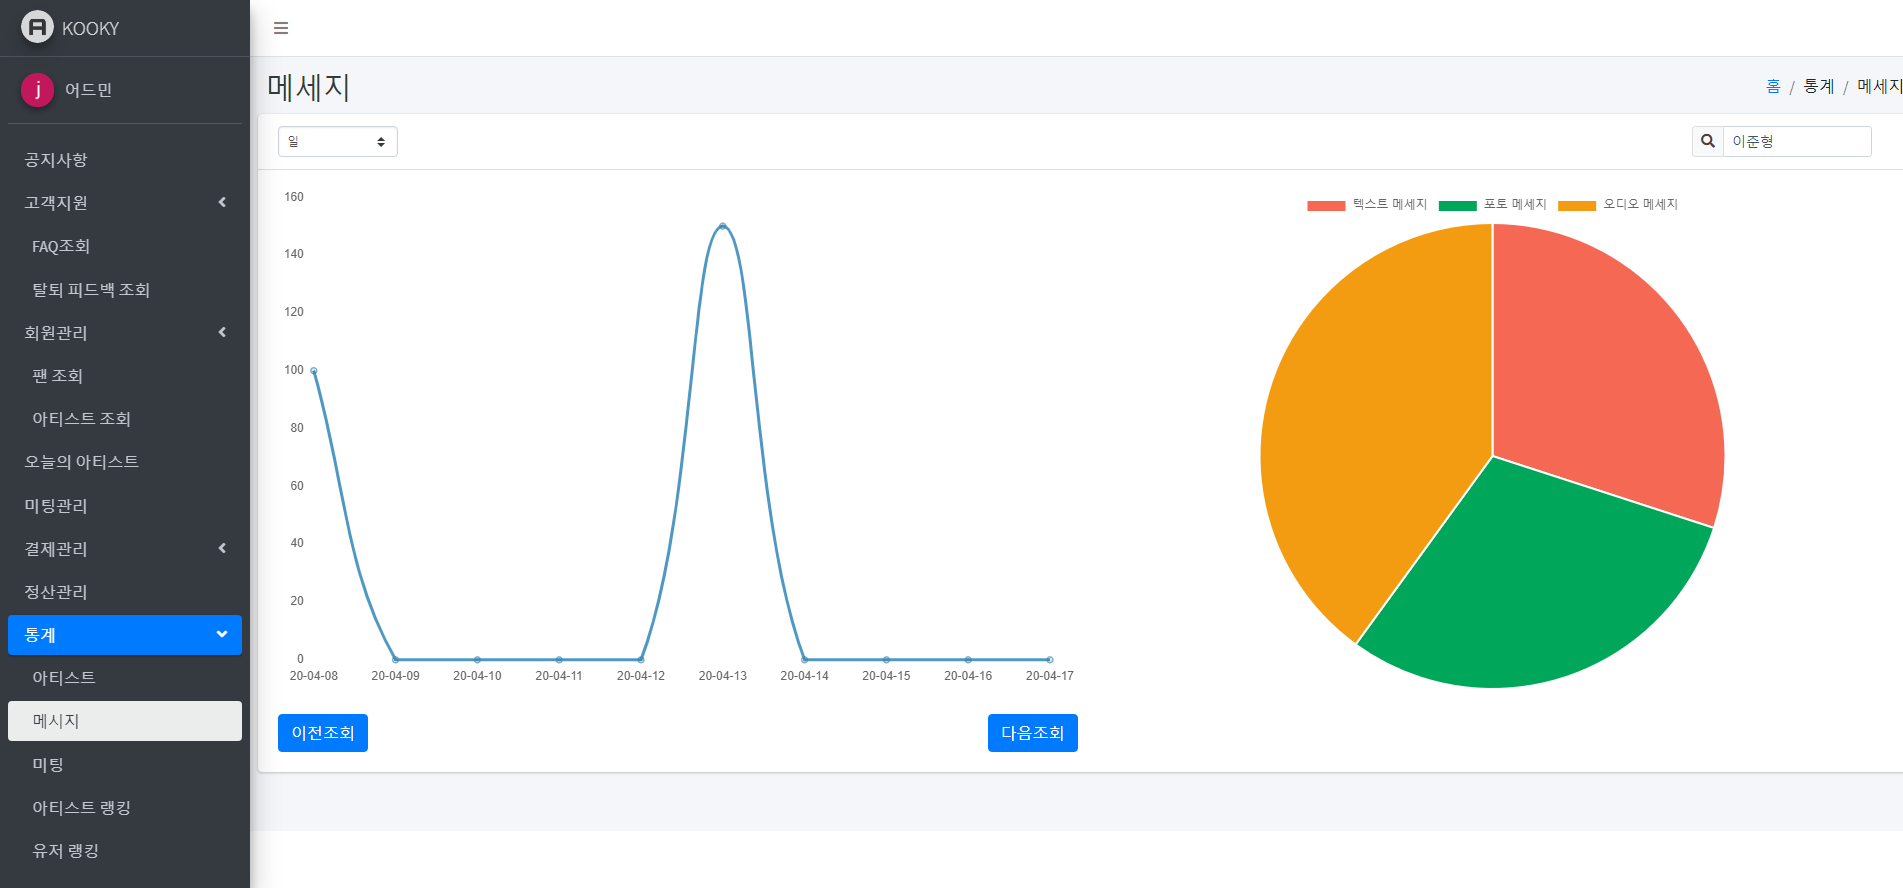 KOOKY
j 어드민
공지사항
고객지원
FAQ조회
탈퇴 피드백 조회
회원관리
팬 조회
아티스트 조회
오늘의 아티스트
미팅관리
결제관리
정산관리
통계
아티스트
메시지
미팅
아티스트 랭킹
유저 랭킹
메세지
홈 / 통계 / 메세지
일
이준형
160
140
120
100
80
60
40
20
0
20-04-08 20-04-09 20-04-10 20-04-11 20-04-12 20-04-13 20-04-14 20-04-15 20-04-16 20-04-17
이전조회 다음조회
텍스트 메세지 포토 메세지 오디오 메세지